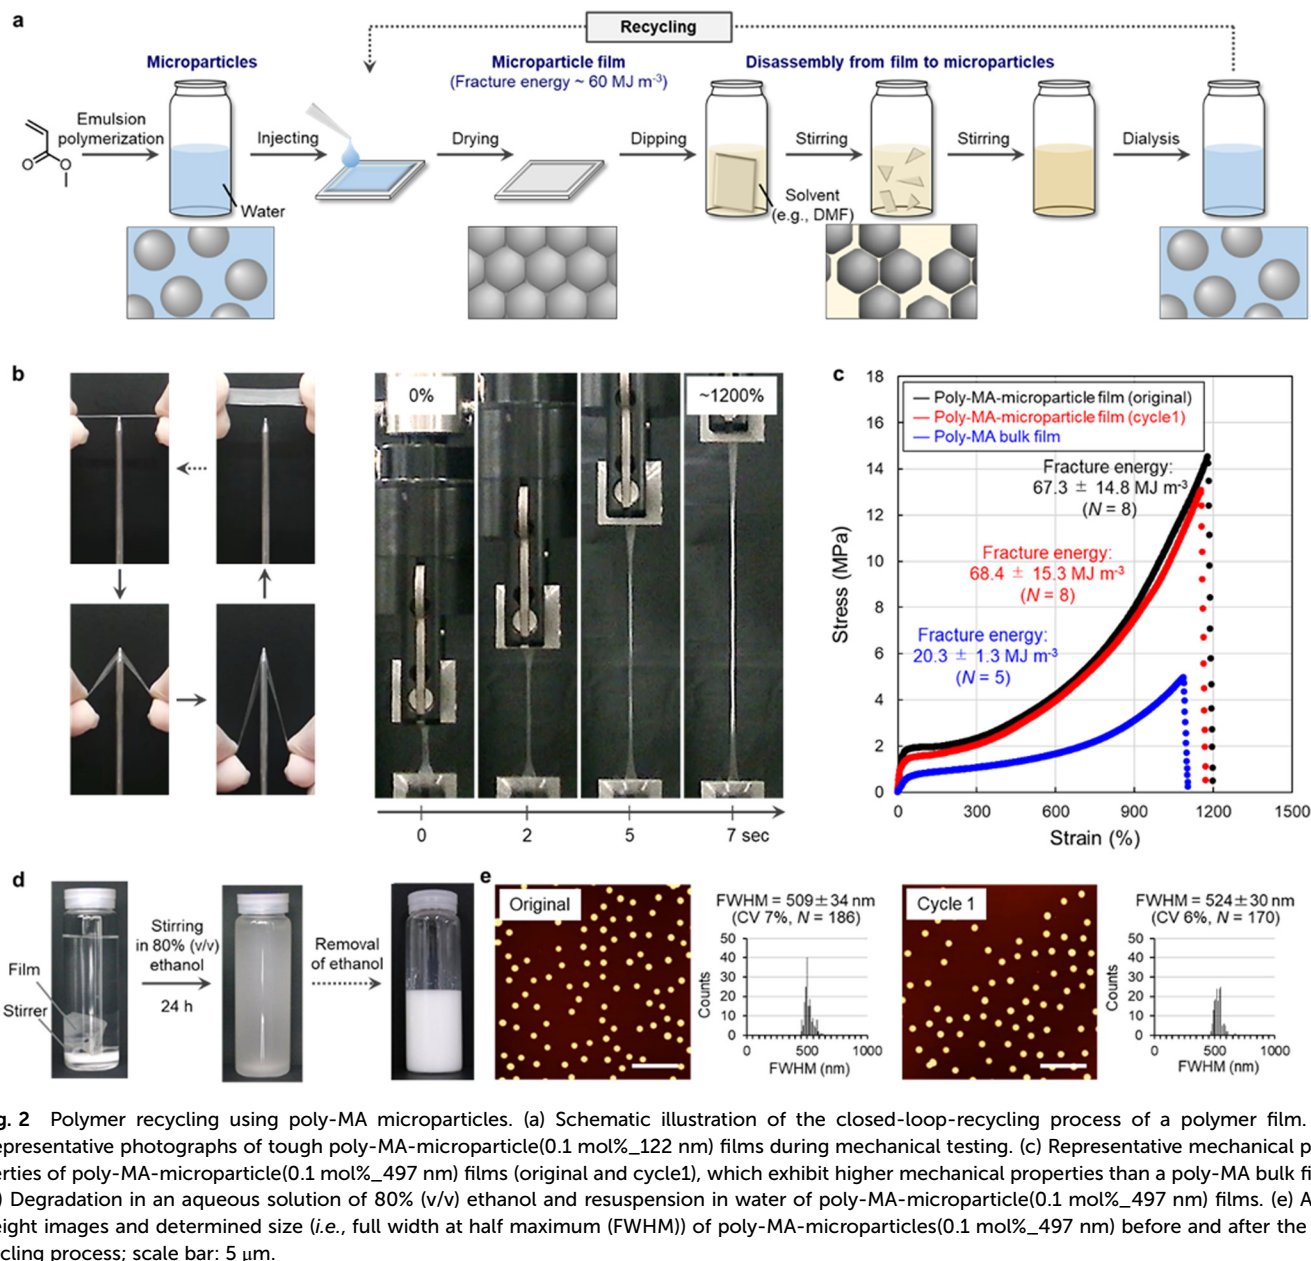 a
Recycling
Microparticles
Microparticle film
(Fracture energy ~ 60 MJ m⁻³)
Disassembly from film to microparticles
Emulsion
polymerization
Injecting
Drying
Dipping
Stirring
Stirring
Dialysis
Water
Solvent
(e.g., DMF)
O
O
b
0%
~1200%
0
2
5
7 sec
c
18
16
14
12
10
8
6
4
2
0
Stress (MPa)
Poly-MA-microparticle film (original)
Poly-MA-microparticle film (cycle1)
Poly-MA bulk film
Fracture energy:
67.3 ± 14.8 MJ m⁻³
(N = 8)
Fracture energy:
68.4 ± 15.3 MJ m⁻³
(N = 8)
Fracture energy:
20.3 ± 1.3 MJ m⁻³
(N = 5)
0
300
600
900
1200
1500
Strain (%)
d
Film
Stirrer
Stirring
in 80% (v/v)
ethanol
24 h
Removal
of ethanol
e
Original
FWHM = 509±34 nm
(CV 7%, N = 186)
50
40
30
20
10
0
Counts
0
500
1000
FWHM (nm)
Cycle 1
FWHM = 524±30 nm
(CV 6%, N = 170)
50
40
30
20
10
0
Counts
0
500
1000
FWHM (nm)
g. 2 Polymer recycling using poly-MA microparticles. (a) Schematic illustration of the closed-loop-recycling process of a polymer film.
epresentative photographs of tough poly-MA-microparticle(0.1 mol%_122 nm) films during mechanical testing. (c) Representative mechanical p
erties of poly-MA-microparticle(0.1 mol%_497 nm) films (original and cycle1), which exhibit higher mechanical properties than a poly-MA bulk fi
) Degradation in an aqueous solution of 80% (v/v) ethanol and resuspension in water of poly-MA-microparticle(0.1 mol%_497 nm) films. (e) A
eight images and determined size (i.e., full width at half maximum (FWHM)) of poly-MA-microparticles(0.1 mol%_497 nm) before and after the
cling process; scale bar: 5 μm.